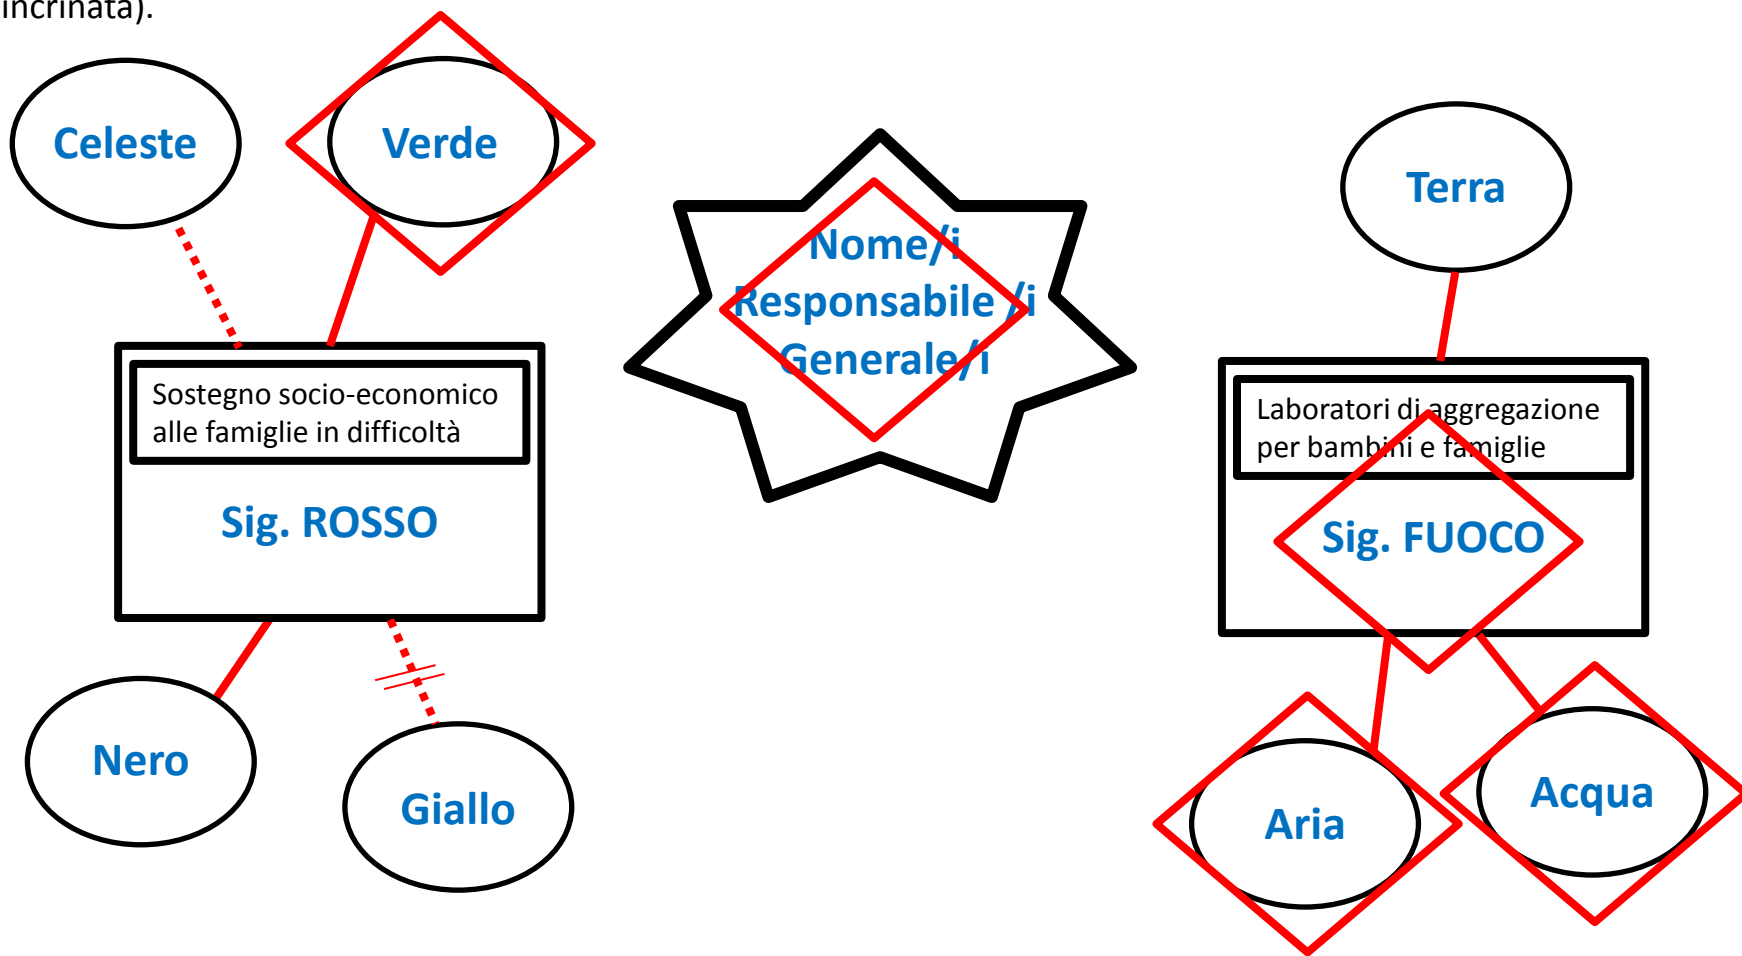 incrinata).
Celeste
Verde
Nome/i
Responsabile /i
Generale/i
Terra
Sostegno socio-economico
alle famiglie in difficoltà
Sig. ROSSO
Laboratori di aggregazione
per bambini e famiglie
Sig. FUOCO
Nero
Giallo
Aria
Acqua